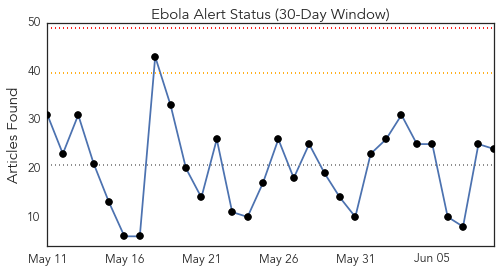 Ebola Alert Status (30-Day Window)
50
40
30
20
10
Articles Found
May 11 May 16 May 21 May 26 May 31 Jun 05